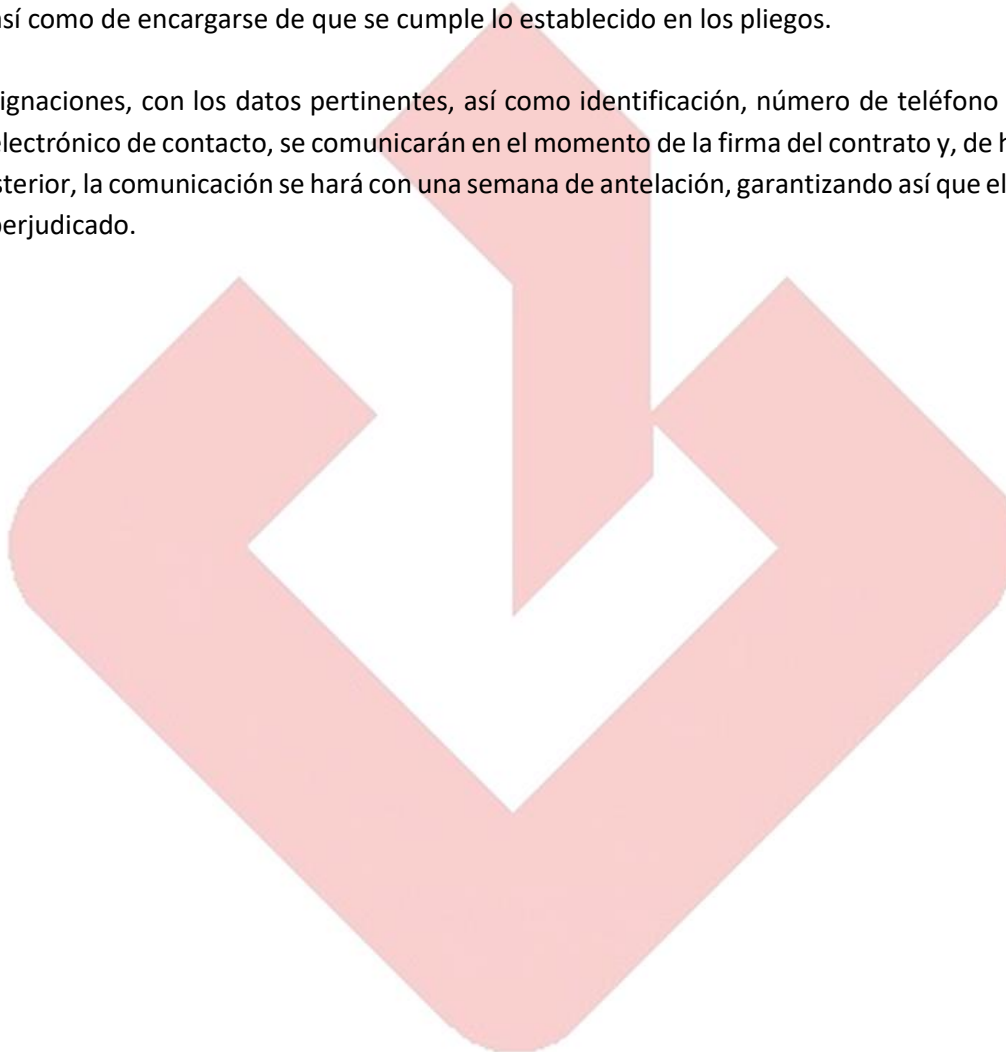 así como de encargarse de que se cumple lo establecido en los pliegos.
ignaciones, con los datos pertinentes, así como identificación, número de teléfono
electrónico de contacto, se comunicarán en el momento de la firma del contrato y, de
sterior, la comunicación se hará con una semana de antelación, garantizando así que el
perjudicado.